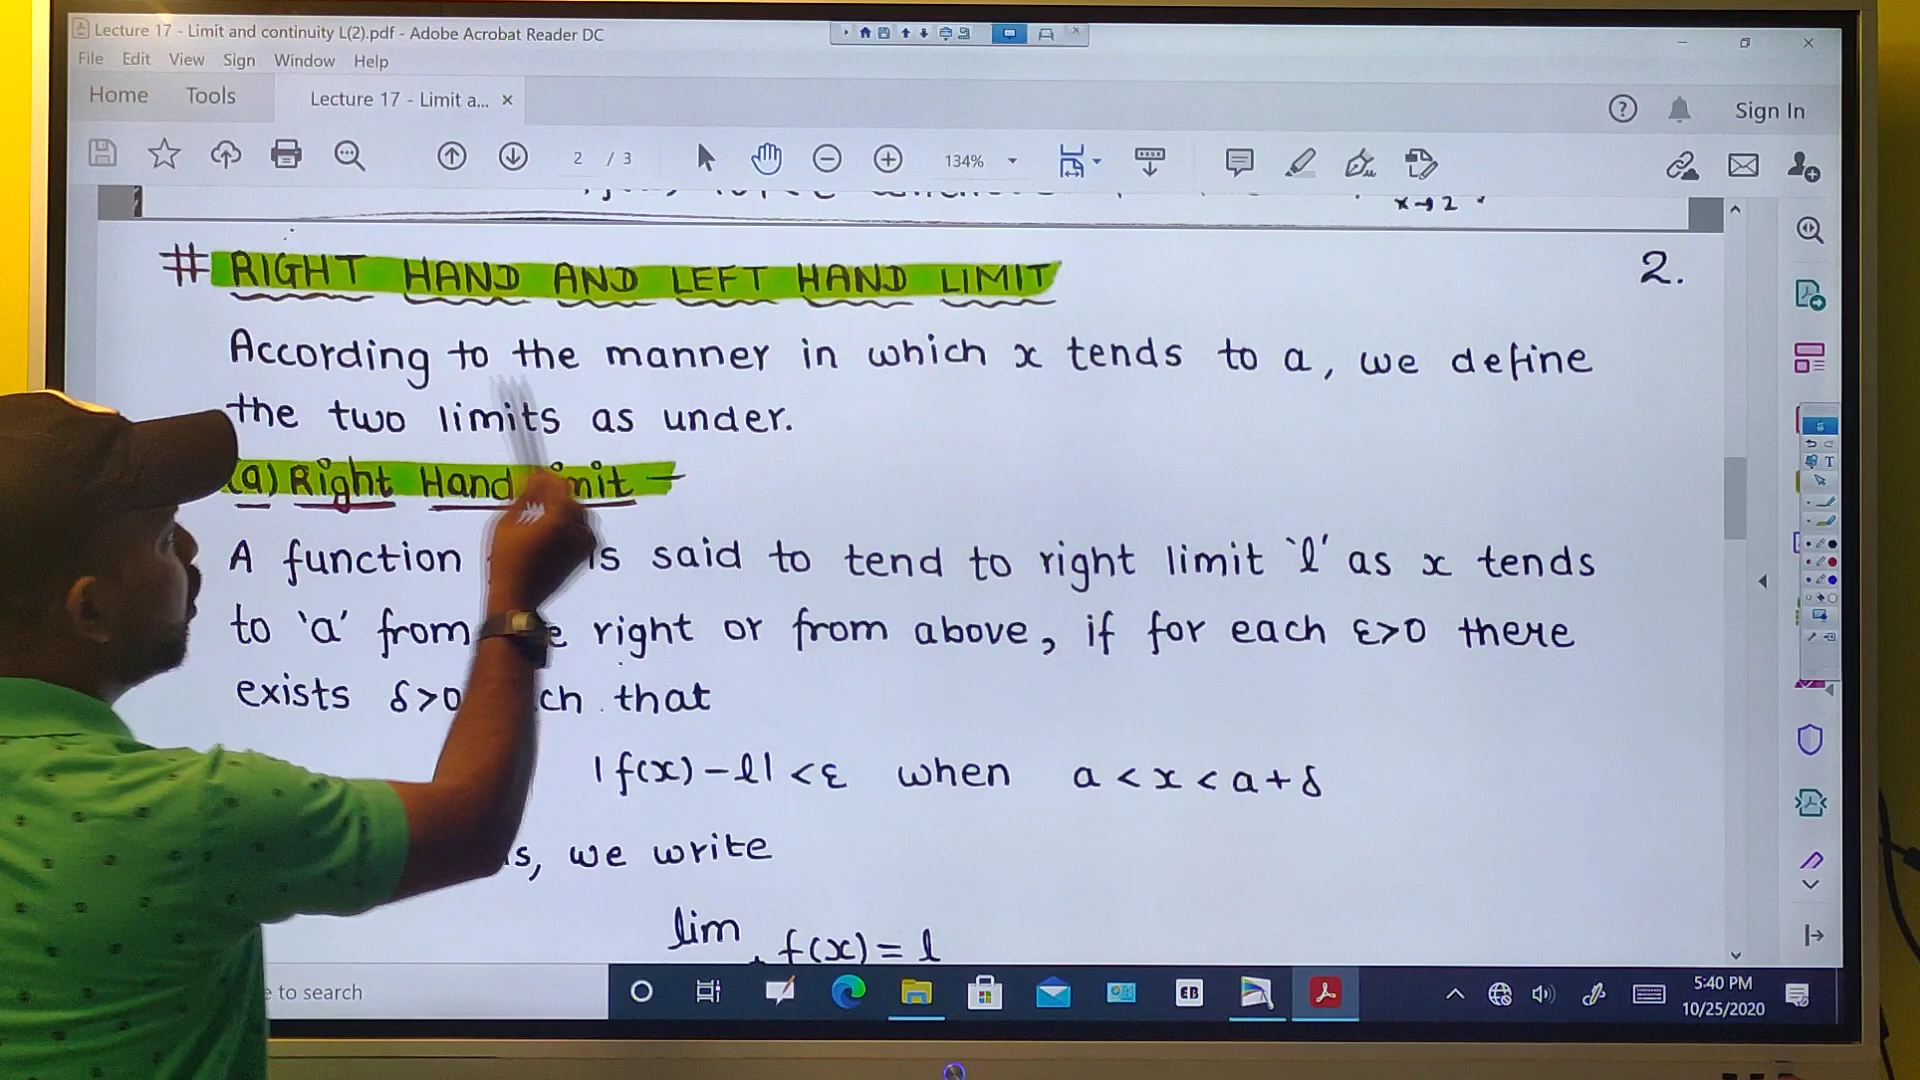 Lecture 17 - Limit and continuity L(2).pdf - Adobe Acrobat Reader DC
File Edit View Sign Window Help
Home Tools Lecture 17 - Limit a... ×
Sign In
2 / 3 134%
x→2
# RIGHT HAND AND LEFT HAND LIMIT 2.
According to the manner in which x tends to a, we define
the two limits as under.
(a) Right Hand
A function is said to tend to right limit 'l' as x tends
to 'a' from right or from above, if for each ε>0 there
exists δ>0 that
|f(x)-l| <ε when a < x < a + δ
we write
lim
f(x) = l
to search
EB
5:40 PM
10/25/2020